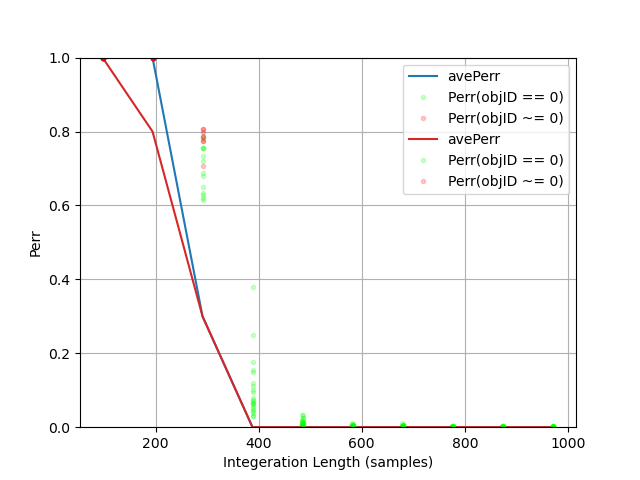 1.0
0.8
0.6
0.4
0.2
0.0
Perr
avePerr
Perr(objID == 0)
Perr(objID ~= 0)
avePerr
Perr(objID == 0)
Perr(objID ~= 0)
200 400 600 800 1000
Integeration Length (samples)